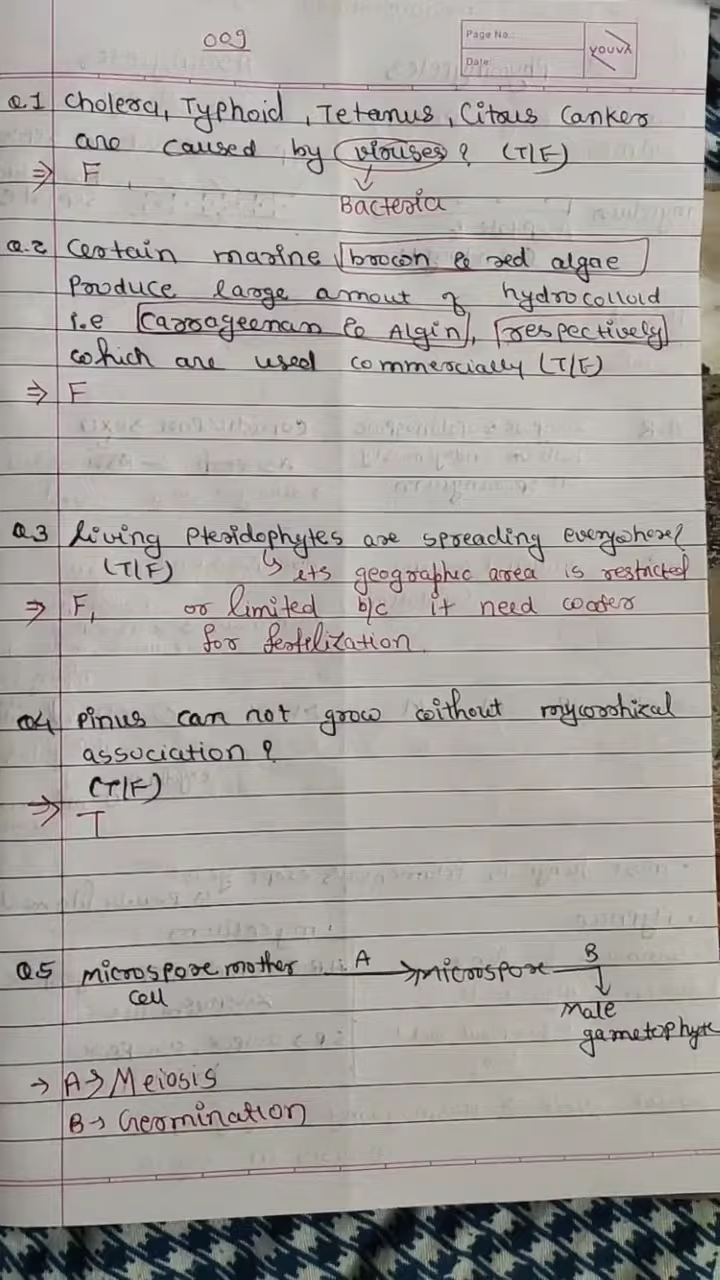 009
Page No.:
Date:
YOUVA
Q.1 Cholera, Typhoid, Tetanus, Citrus Canker
are caused by viruses? (T/F)
⇒ F
Bacteria
Q.2 Certain marine brown & red algae
Produce large amout of hydrocolloid
i.e Carrageenan & Algin, respectively
which are used commercially (T/F)
⇒ F
Q3 living Pteridophytes are spreading everywhere?
(T/F) ↳ its geographic area is restricted
⇒ F, or limited b/c it need water
for fertelization.
Q4 Pinus can not grow without mycorrhizal
association?
(T/F)
⇒ T
Q5 Microspore mother A → Microspore B
Cell
Male
gametophyte
→ A → Meiosis
B → Germination